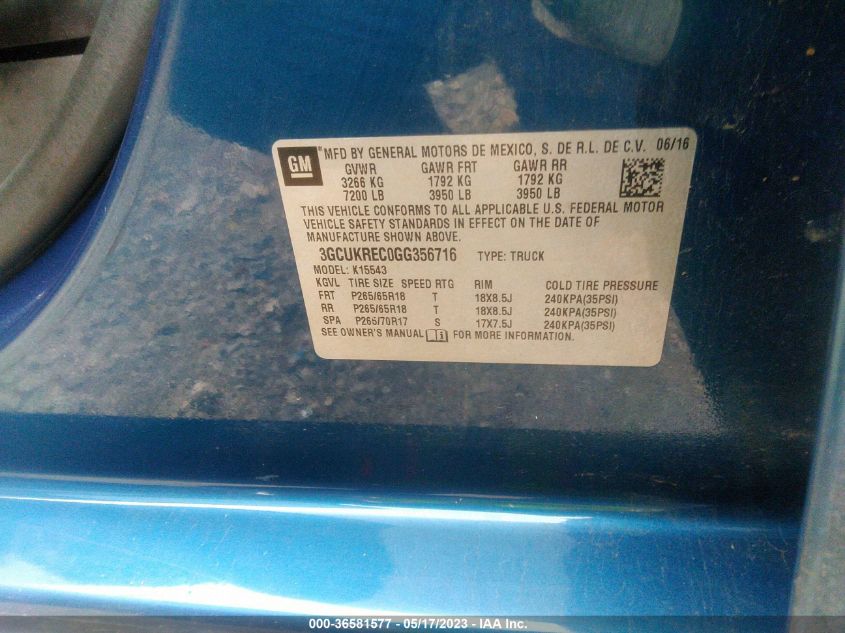 GM
MFD BY GENERAL MOTORS DE MEXICO, S. DE R.L. DE C.V. 06/16
GVWR GAWR FRT GAWR RR
3266 KG 1792 KG 1792 KG
7200 LB 3950 LB 3950 LB
THIS VEHICLE CONFORMS TO ALL APPLICABLE U.S. FEDERAL MOTOR
VEHICLE SAFETY STANDARDS IN EFFECT ON THE DATE OF
MANUFACTURE SHOWN ABOVE.
3GCUKREC0GG356716 TYPE: TRUCK
MODEL: K15543
KGVL TIRE SIZE SPEED RTG RIM COLD TIRE PRESSURE
FRT P265/65R18 T 18X8.5J 240KPA(35PSI)
RR P265/65R18 T 18X8.5J 240KPA(35PSI)
SPA P265/70R17 S 17X7.5J 240KPA(35PSI)
SEE OWNER'S MANUAL FOR MORE INFORMATION.
000-36581577 - 05/17/2023 - IAA Inc.